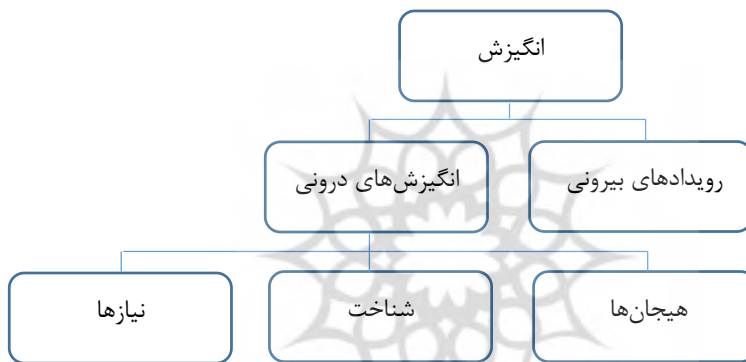 انگیزش
رویدادهای بیرونی
انگیزش‌های درونی
هیجان‌ها
شناخت
نیازها